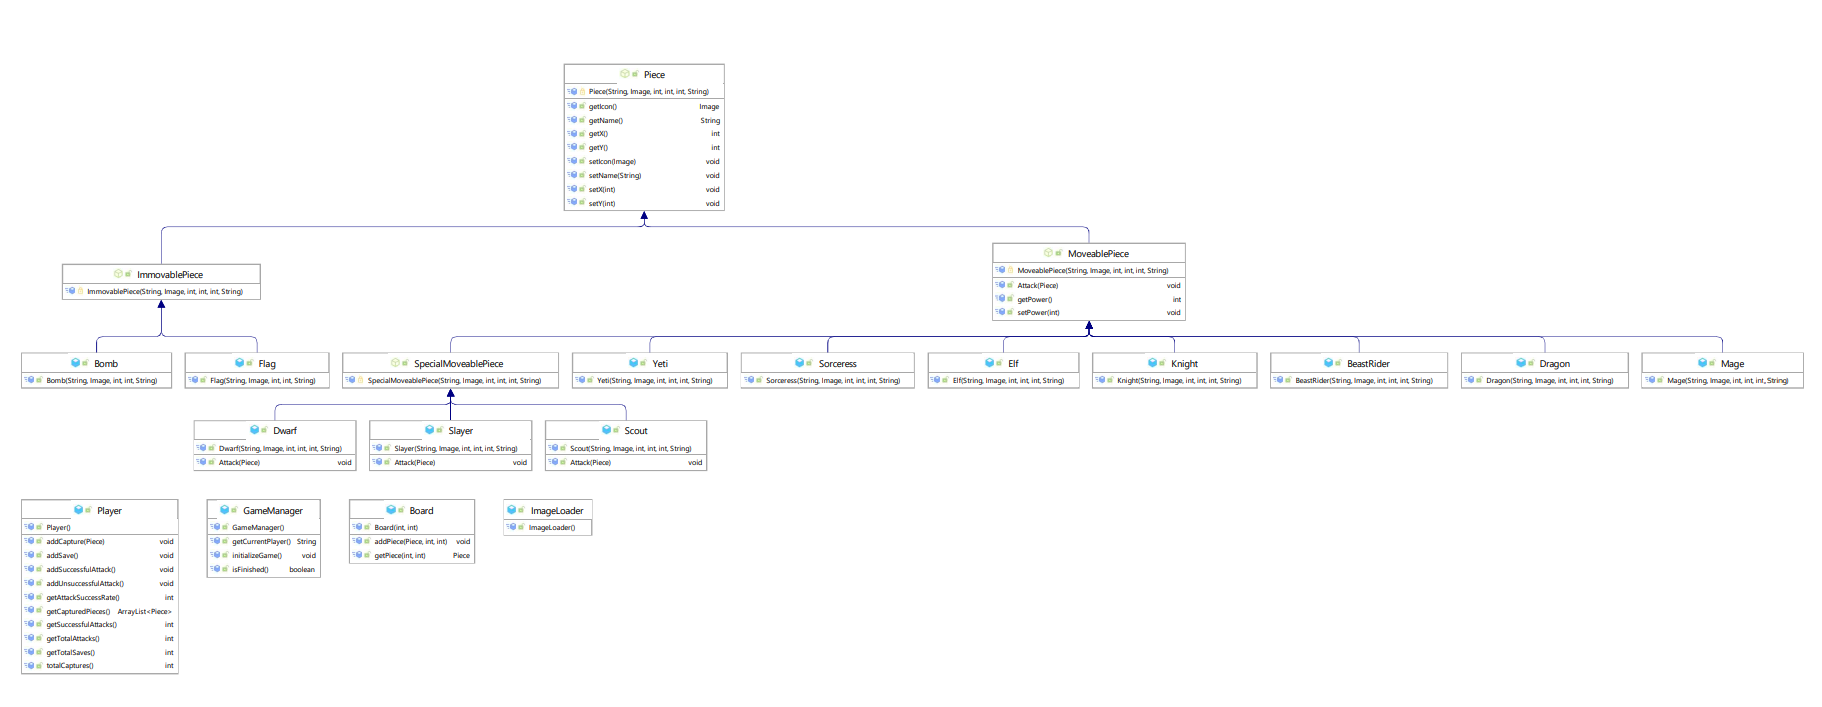 Piece
Piece(String, Image, int, int, int, String)
getIcon() Image
getName() String
getX() int
getY() int
setIcon(Image) void
setName(String) void
setX(int) void
setY(int) void
MoveablePiece
MoveablePiece(String, Image, int, int, int, String)
Attack(Piece) void
getPower() int
setPower(int) void
ImmovablePiece
ImmovablePiece(String, Image, int, int, int, String)
Bomb
Bomb(String, Image, int, int, int, String)
Flag
Flag(String, Image, int, int, int, String)
SpecialMoveablePiece
SpecialMoveablePiece(String, Image, int, int, int, String)
Yeti
Yeti(String, Image, int, int, int, String)
Sorceress
Sorceress(String, Image, int, int, int, String)
Elf
Elf(String, Image, int, int, int, String)
Knight
Knight(String, Image, int, int, int, String)
BeastRider
BeastRider(String, Image, int, int, int, String)
Dragon
Dragon(String, Image, int, int, int, String)
Mage
Mage(String, Image, int, int, int, String)
Dwarf
Dwarf(String, Image, int, int, int, String)
Attack(Piece) void
Slayer
Slayer(String, Image, int, int, int, String)
Attack(Piece) void
Scout
Scout(String, Image, int, int, int, String)
Attack(Piece) void
Player
Player()
addCapture(Piece) void
addSave() void
addSuccessfulAttack() void
addUnsuccessfulAttack() void
getAttackSuccessRate() int
getCapturedPieces() ArrayList<Piece>
getSuccessfulAttacks() int
getTotalAttacks() int
getTotalSaves() int
totalCaptures() int
GameManager
GameManager()
getCurrentPlayer() String
initializeGame() void
isFinished() boolean
Board
Board(int, int)
addPiece(Piece, int, int) void
getPiece(int, int) Piece
ImageLoader
ImageLoader()